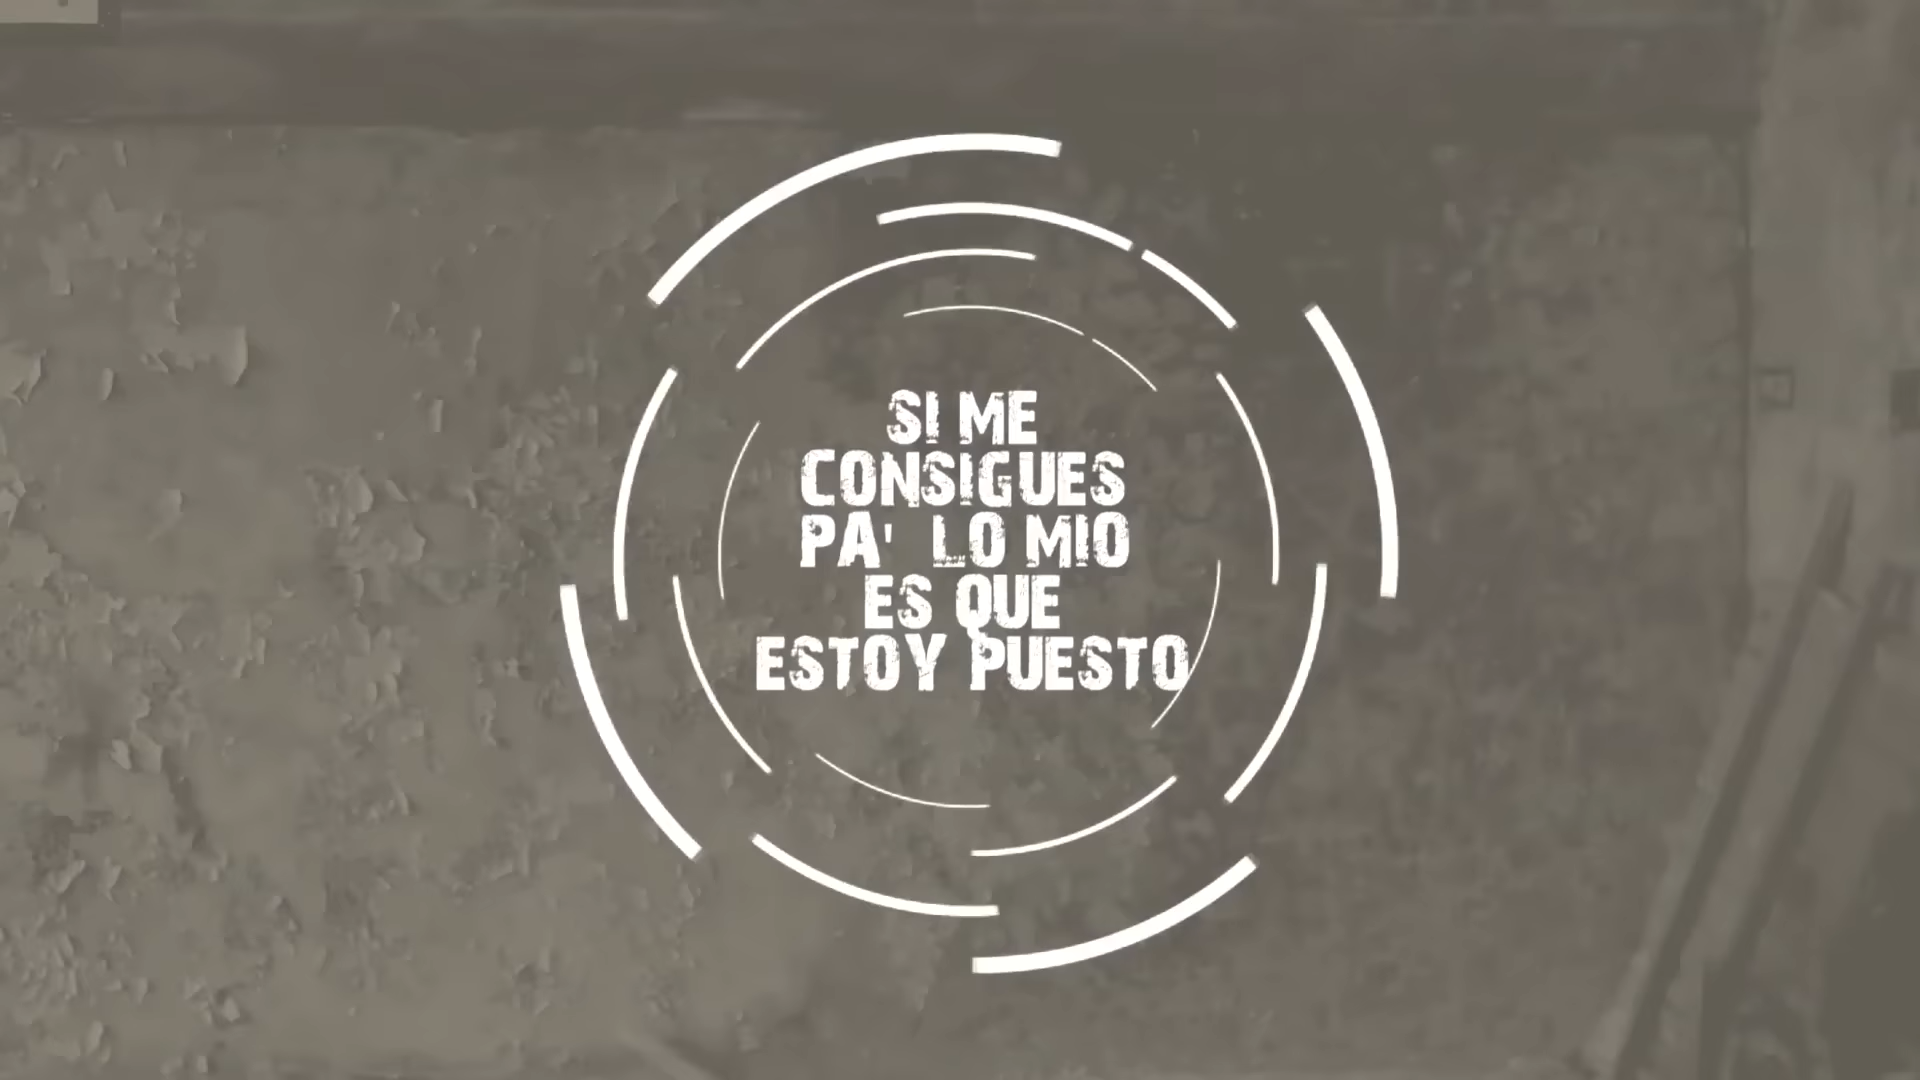 SI ME
CONSIGUES
PA' LO MIO
ES QUE
ESTOY PUESTO